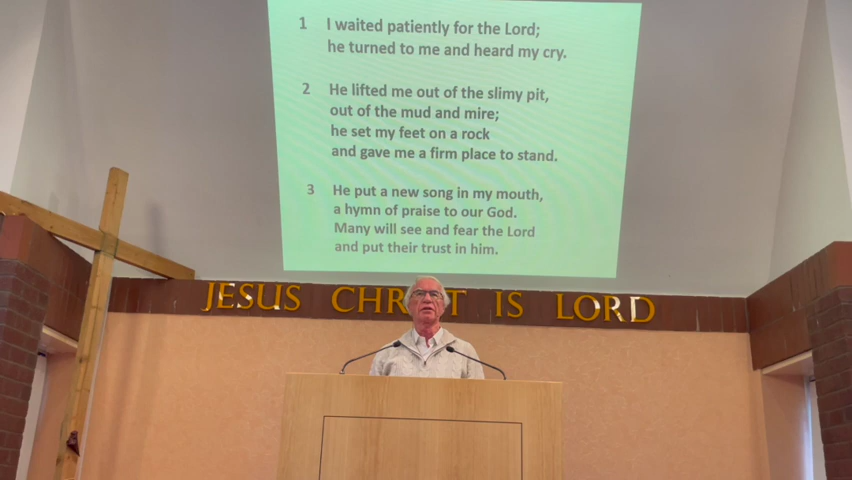 1 I waited patiently for the Lord;
he turned to me and heard my cry.
2 He lifted me out of the slimy pit,
out of the mud and mire;
he set my feet on a rock
and gave me a firm place to stand.
3 He put a new song in my mouth,
a hymn of praise to our God.
Many will see and fear the Lord
and put their trust in him.
JESUS CHRIST IS LORD